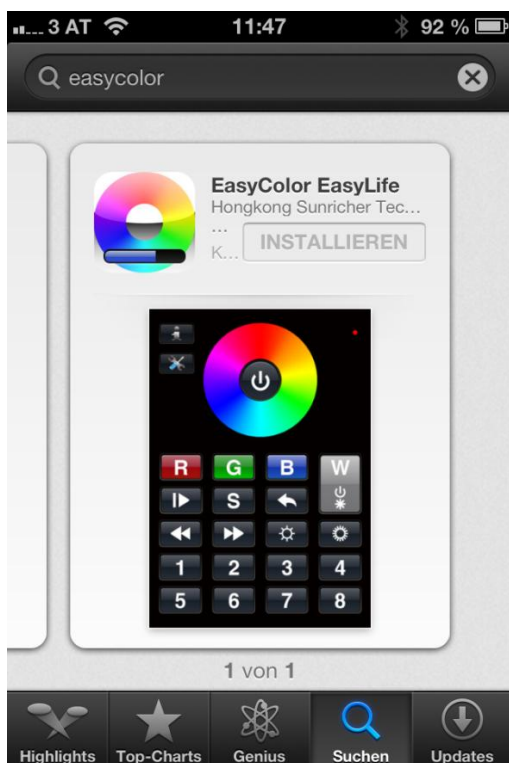 3 AT 11:47 92 %
easycolor
EasyColor EasyLife
Hongkong Sunricher Tec...
...
K... INSTALLIEREN
R G B W
S
1 2 3 4
5 6 7 8
1 von 1
Highlights Top-Charts Genius Suchen Updates